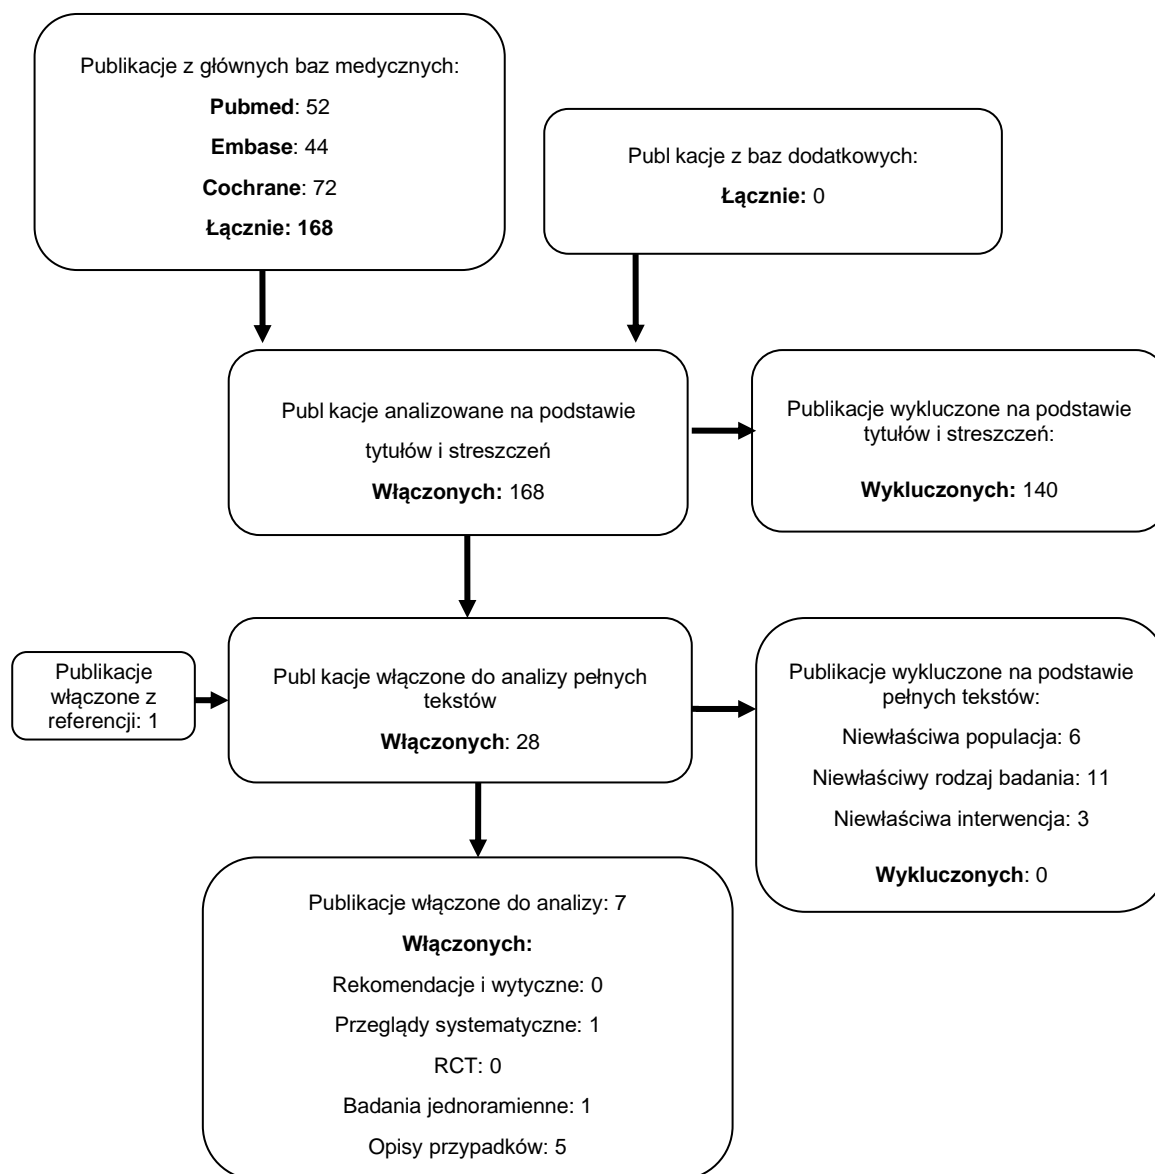 Publikacje z głównych baz medycznych:
Pubmed: 52
Embase: 44
Cochrane: 72
Łącznie: 168
Publ kacje z baz dodatkowych:
Łącznie: 0
Publ kacje analizowane na podstawie
tytułów i streszczeń
Włączonych: 168
Publikacje wykluczone na podstawie
tytułów i streszczeń:
Wykluczonych: 140
Publikacje
włączone z
referencji: 1
Publ kacje włączone do analizy pełnych
tekstów
Włączonych: 28
Publikacje wykluczone na podstawie
pełnych tekstów:
Niewłaściwa populacja: 6
Niewłaściwy rodzaj badania: 11
Niewłaściwa interwencja: 3
Wykluczonych: 0
Publikacje włączone do analizy: 7
Włączonych:
Rekomendacje i wytyczne: 0
Przeglądy systematyczne: 1
RCT: 0
Badania jednoramienne: 1
Opisy przypadków: 5